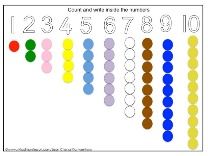 Count and write inside the numbers
1 2 3 4 5 6 7 8 9 10